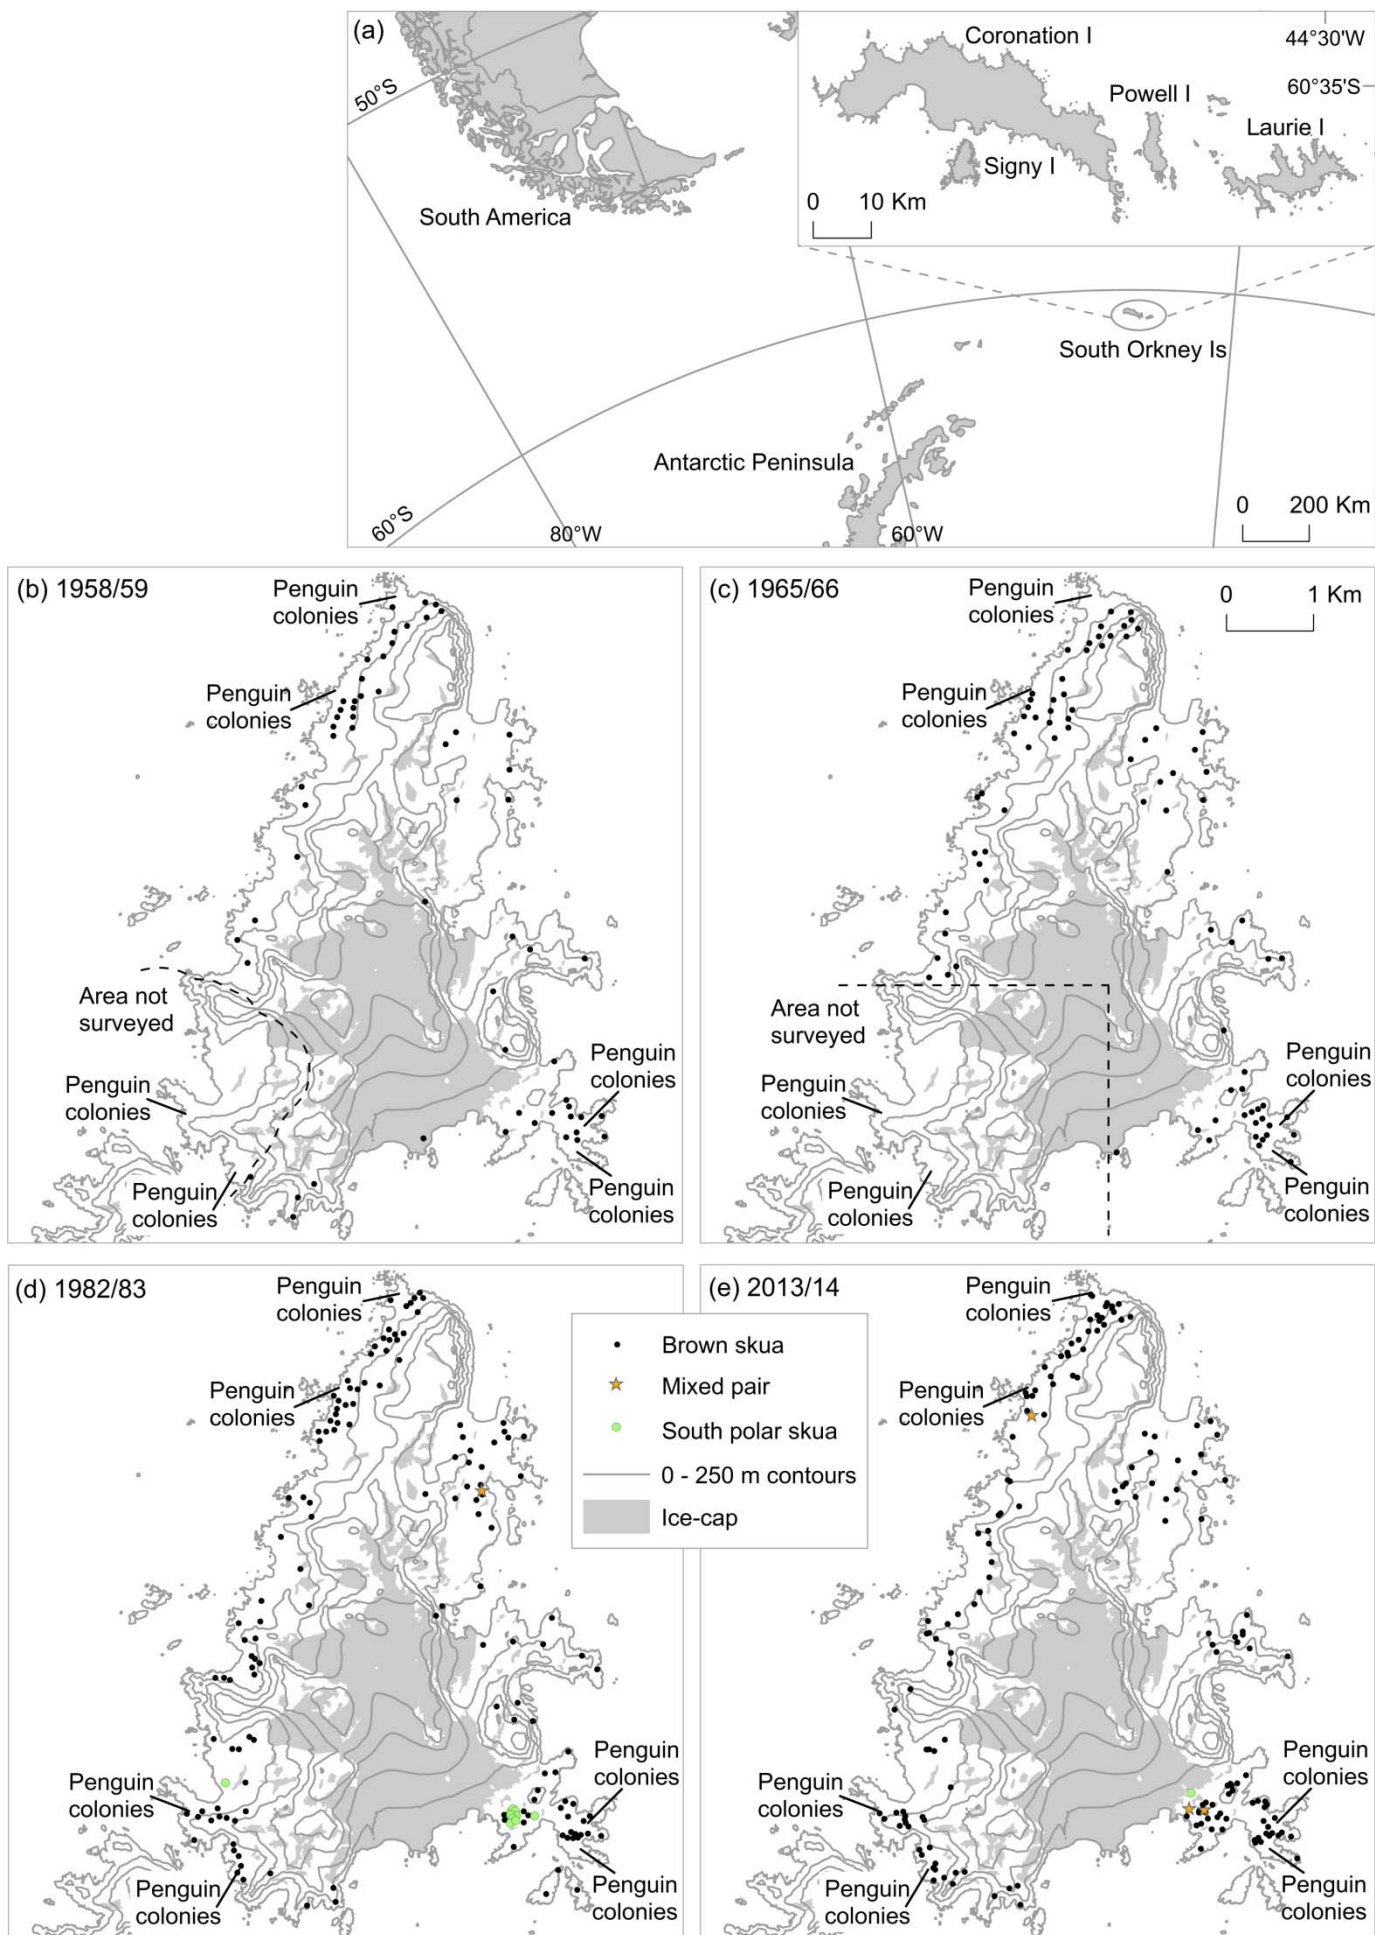 (a)
Coronation I
44°30'W
60°35'S
Powell I
Laurie I
Signy I
0 10 Km
50°S
South America
South Orkney Is
Antarctic Peninsula
0 200 Km
60°S
80°W
60°W
(b) 1958/59
Penguin
colonies
Penguin
colonies
Area not
surveyed
Penguin
colonies
Penguin
colonies
Penguin
colonies
Penguin
colonies
(c) 1965/66
0 1 Km
Penguin
colonies
Penguin
colonies
Area not
surveyed
Penguin
colonies
Penguin
colonies
Penguin
colonies
Penguin
colonies
(d) 1982/83
Penguin
colonies
Penguin
colonies
Penguin
colonies
Penguin
colonies
Penguin
colonies
Penguin
colonies
Brown skua
Mixed pair
South polar skua
0 - 250 m contours
Ice-cap
(e) 2013/14
Penguin
colonies
Penguin
colonies
Penguin
colonies
Penguin
colonies
Penguin
colonies
Penguin
colonies